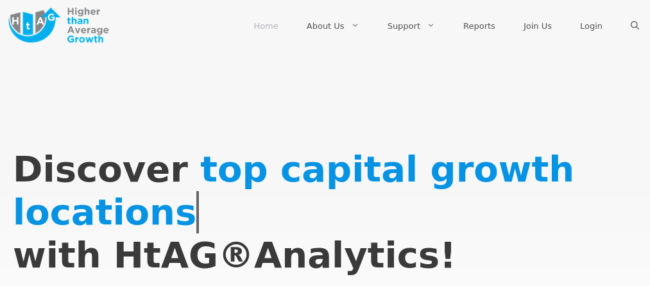 HtAG
Higher
than
Average
Growth
Home
About Us
Support
Reports
Join Us
Login
Discover top capital growth
locations
with HtAG®Analytics!